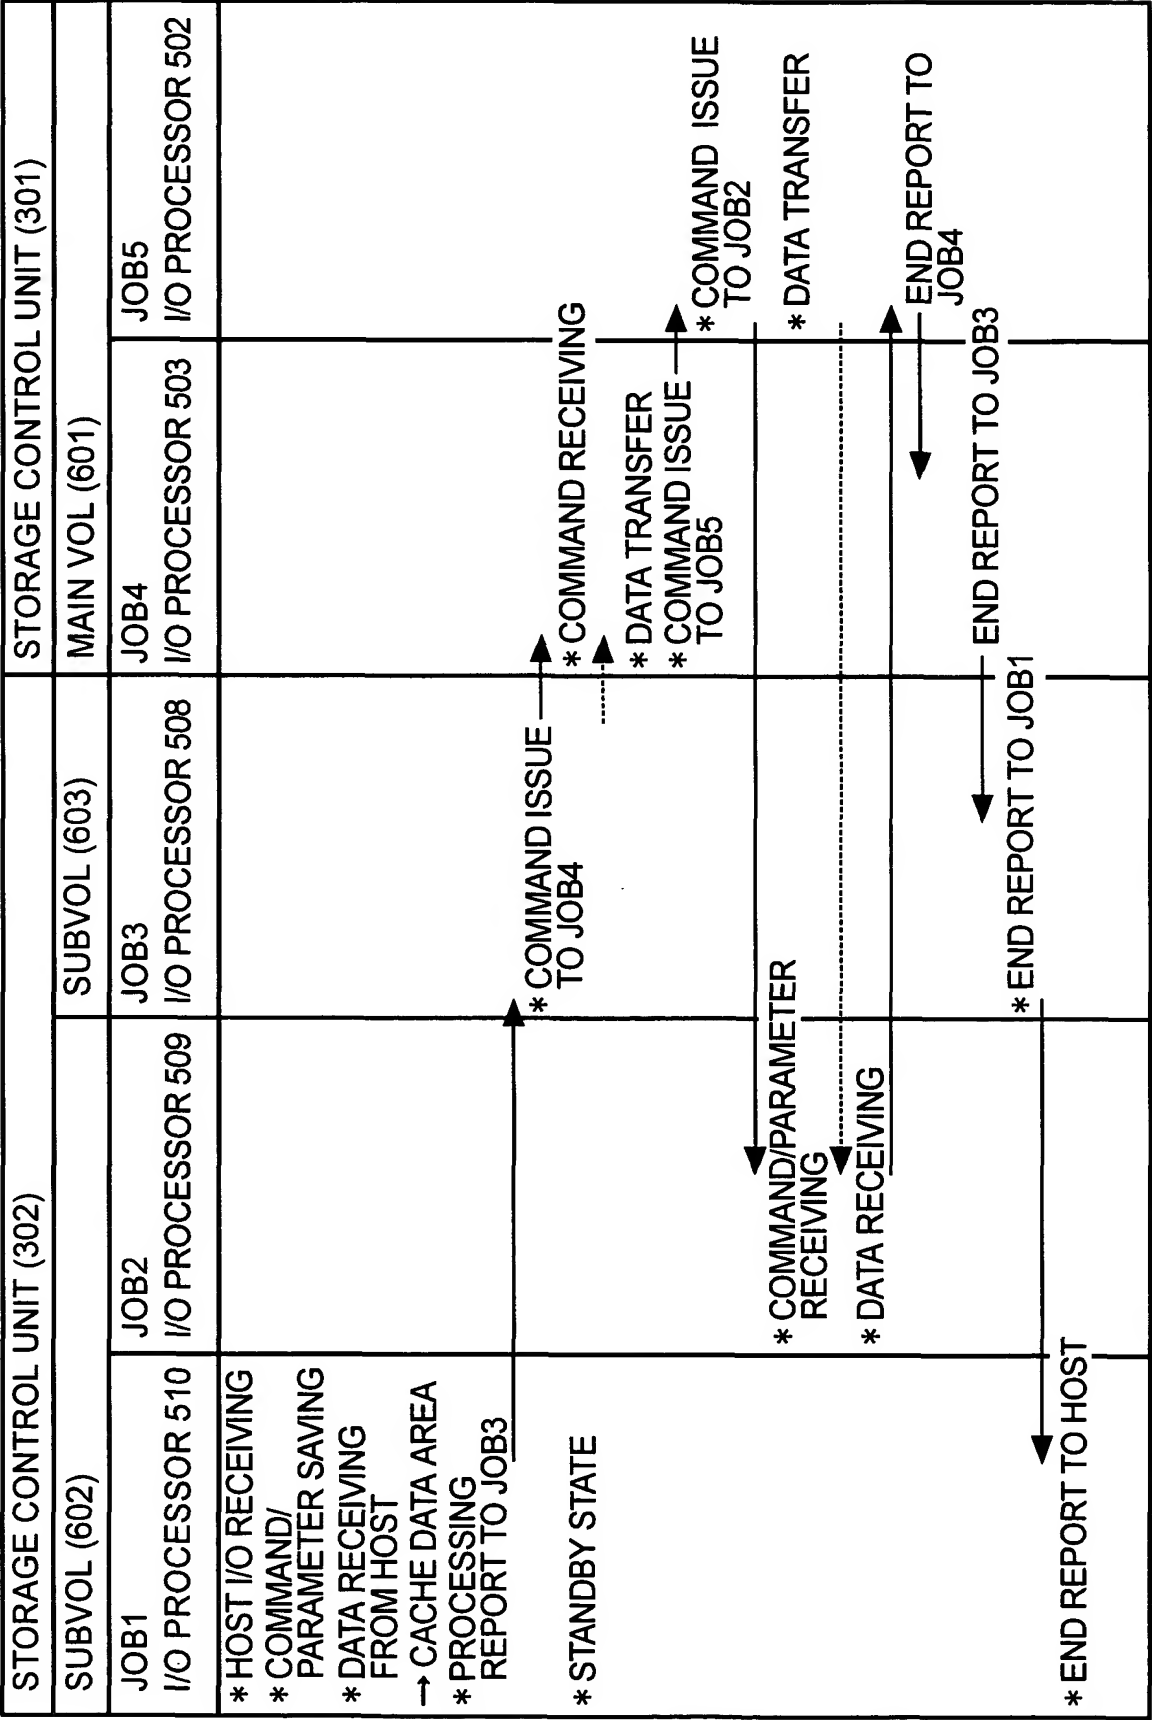 STORAGE CONTROL UNIT (302)
STORAGE CONTROL UNIT (301)
SUBVOL (602)
SUBVOL (603)
MAIN VOL (601)
JOB1
I/O PROCESSOR 510
JOB2
I/O PROCESSOR 509
JOB3
I/O PROCESSOR 508
JOB4
I/O PROCESSOR 503
JOB5
I/O PROCESSOR 502
* HOST I/O RECEIVING
* COMMAND/
PARAMETER SAVING
* DATA RECEIVING
FROM HOST
→ CACHE DATA AREA
* PROCESSING
REPORT TO JOB3
* COMMAND ISSUE
TO JOB4
* STANDBY STATE
* COMMAND RECEIVING
* DATA TRANSFER
* COMMAND ISSUE
TO JOB5
* COMMAND ISSUE
TO JOB2
* COMMAND/PARAMETER
RECEIVING
* DATA TRANSFER
* DATA RECEIVING
END REPORT TO
JOB4
END REPORT TO JOB3
* END REPORT TO JOB1
* END REPORT TO HOST